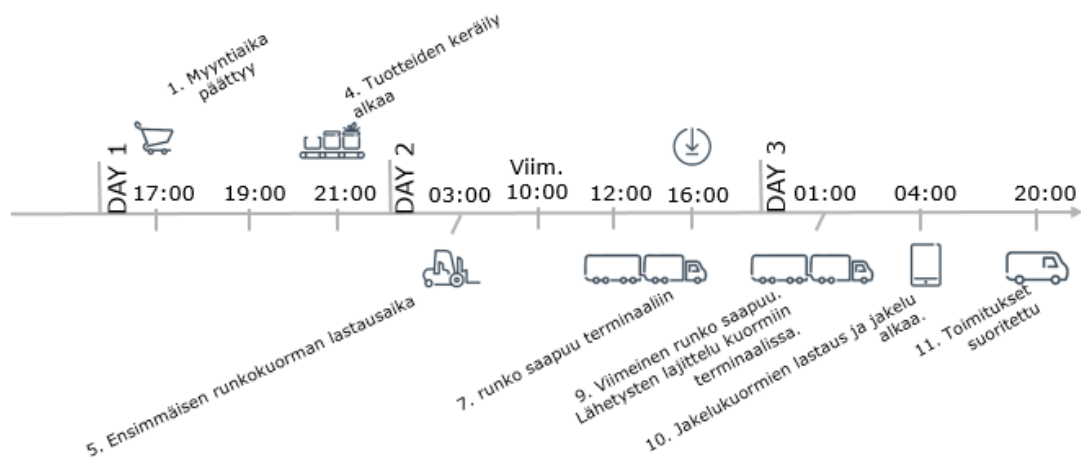 1. Myyntiaika
päättyy
4. Tuotteiden keräily
alkaa
DAY 1
17:00
19:00
21:00
DAY 2
03:00
Viim.
10:00
12:00
16:00
DAY 3
01:00
04:00
20:00
5. Ensimmäisen runkokuorman lastausaika
7. runko saapuu terminaaliin
9. Viimeinen runko saapuu.
Lähetysten lajittelu kuormiin
terminaalissa.
10. Jakelukuormien lastaus ja jakelu
alkaa.
11. Toimitukset
suoritettu